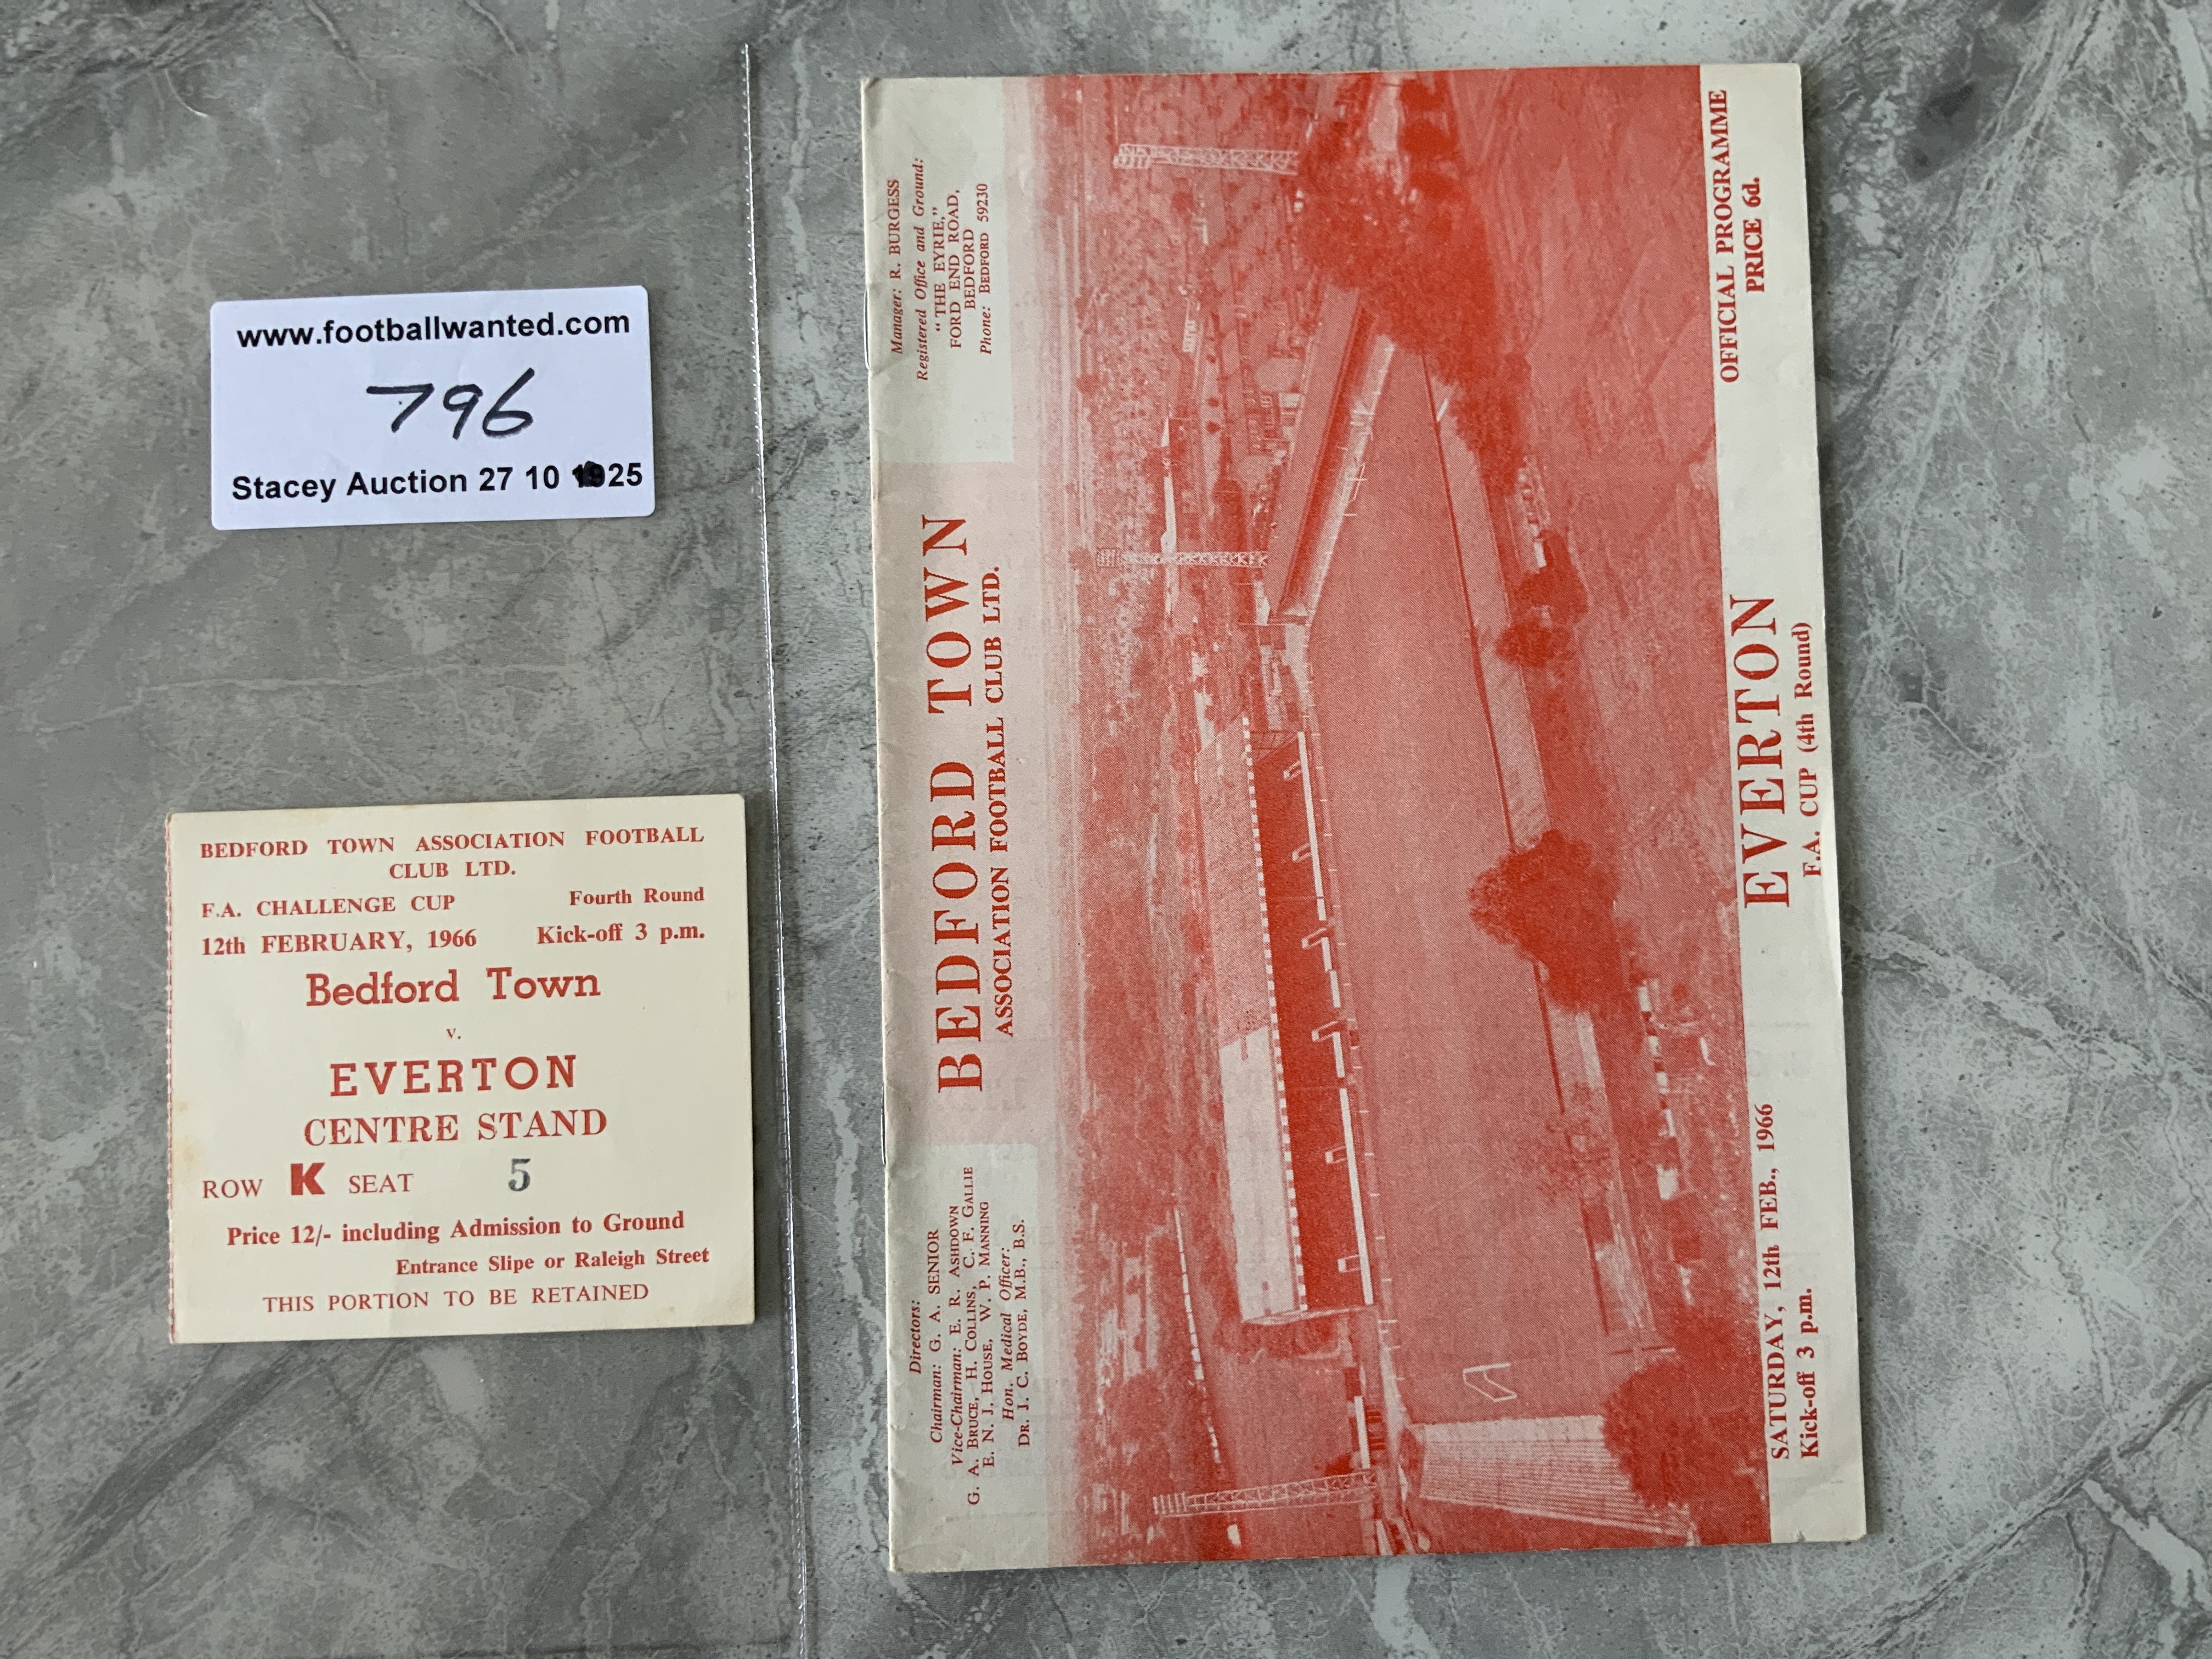 www.footballwanted.com
796
Stacey Auction 27 10 1925
BEDFORD TOWN ASSOCIATION FOOTBALL
CLUB LTD.
F.A. CHALLENGE CUP Fourth Round
12th FEBRUARY, 1966 Kick-off 3 p.m.
Bedford Town
v.
EVERTON
CENTRE STAND
ROW K SEAT 5
Price 12/- including Admission to Ground
Entrance Slipe or Raleigh Street
THIS PORTION TO BE RETAINED
Directors:
Chairman: G. A. SENIOR
Vice-Chairman: E. R. ASHDOWN
G. A. BRUCE, H. COLLINS, C. F. GALLIE
E. N. J. HOUSE, W. P. MANNING
Hon. Medical Officer:
DR. J. C. BOYDE, M.B., B.S.
BEDFORD TOWN
ASSOCIATION FOOTBALL CLUB LTD.
Manager: R. BURGESS
Registered Office and Ground:
"THE EYRIE,"
FORD END ROAD,
BEDFORD
Phone: BEDFORD 59230
SATURDAY, 12th FEB., 1966
Kick-off 3 p.m.
EVERTON
F.A. CUP (4th Round)
OFFICIAL PROGRAMME
PRICE 6d.